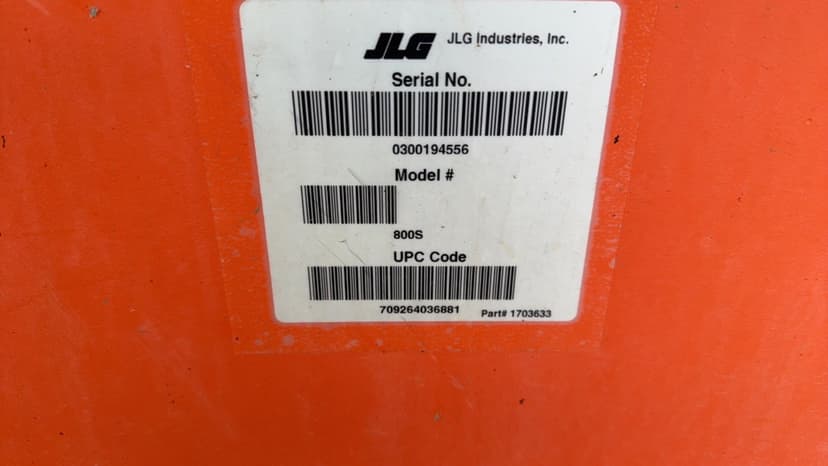 JLG JLG Industries, Inc.
Serial No.
0300194556
Model #
800S
UPC Code
709264036881 Part# 1703633